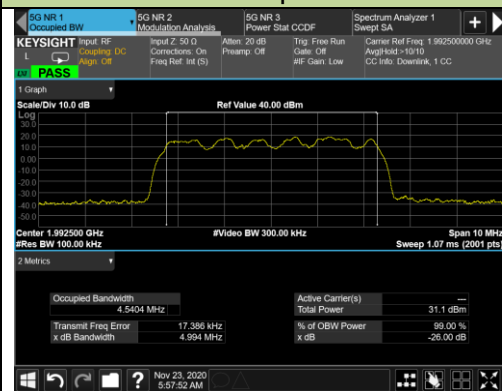 5G NR 1
Occupied BW
5G NR 2
Modulation Analysis
5G NR 3
Power Stat CCDF
Spectrum Analyzer 1
Swept SA
KEYSIGHT
L
Input: RF
Coupling: DC
Align: Off
Input Z: 50 Ω
Corrections: On
Freq Ref: Int (S)
Atten: 20 dB
Preamp: Off
Trig: Free Run
Gate: Off
#IF Gain: Low
Carrier Ref Freq: 1.992500000 GHz
Avg|Hold:>10/10
CC Info: Downlink, 1 CC
PASS
1 Graph
Scale/Div 10.0 dB
Ref Value 40.00 dBm
Log
30.0
20.0
10.0
0.00
-10.0
-20.0
-30.0
-40.0
-50.0
Center 1.992500 GHz
#Video BW 300.00 kHz
Span 10 MHz
#Res BW 100.00 kHz
Sweep 1.07 ms (2001 pts)
2 Metrics
Occupied Bandwidth
4.5404 MHz
Active Carrier(s)
---
Total Power
31.1 dBm
Transmit Freq Error
17.386 kHz
% of OBW Power
99.00 %
x dB Bandwidth
4.994 MHz
x dB
-26.00 dB
?
Nov 23, 2020
5:57:52 AM